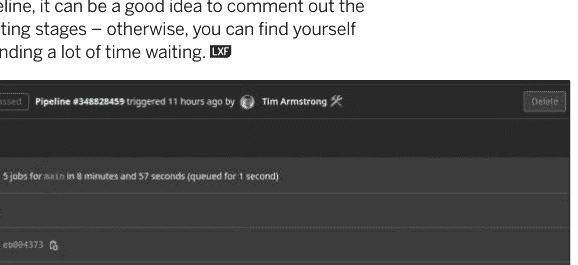 eline, it can be a good idea to comment out the
ting stages – otherwise, you can find yourself
nding a lot of time waiting. LXF
assed Pipeline #348828459 triggered 11 hours ago by Tim Armstrong Delete
5 jobs for main in 8 minutes and 57 seconds (queued for 1 second)
eb004373